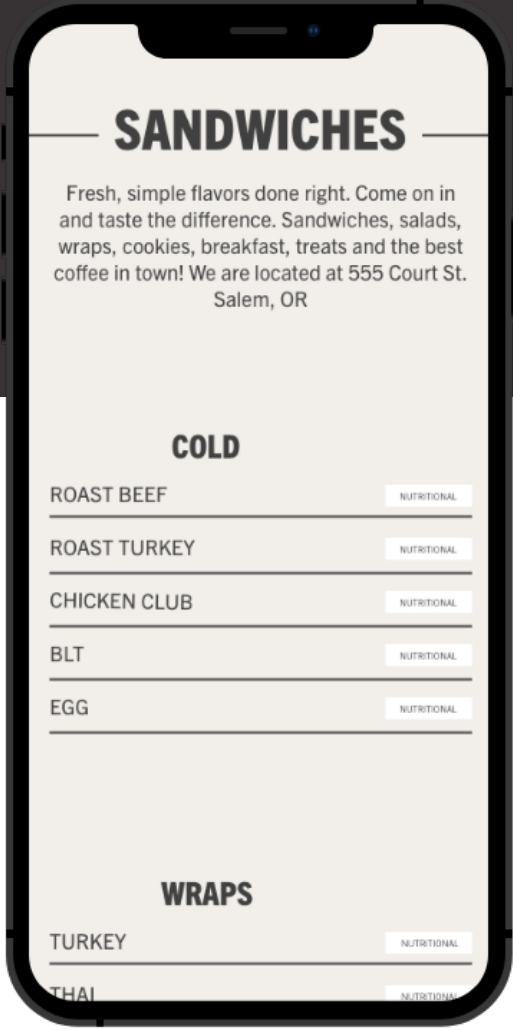 SANDWICHES
Fresh, simple flavors done right. Come on in
and taste the difference. Sandwiches, salads,
wraps, cookies, breakfast, treats and the best
coffee in town! We are located at 555 Court St.
Salem, OR
COLD
ROAST BEEF NUTRITIONAL
ROAST TURKEY NUTRITIONAL
CHICKEN CLUB NUTRITIONAL
BLT NUTRITIONAL
EGG NUTRITIONAL
WRAPS
TURKEY NUTRITIONAL
THAI NUTRITIONAL